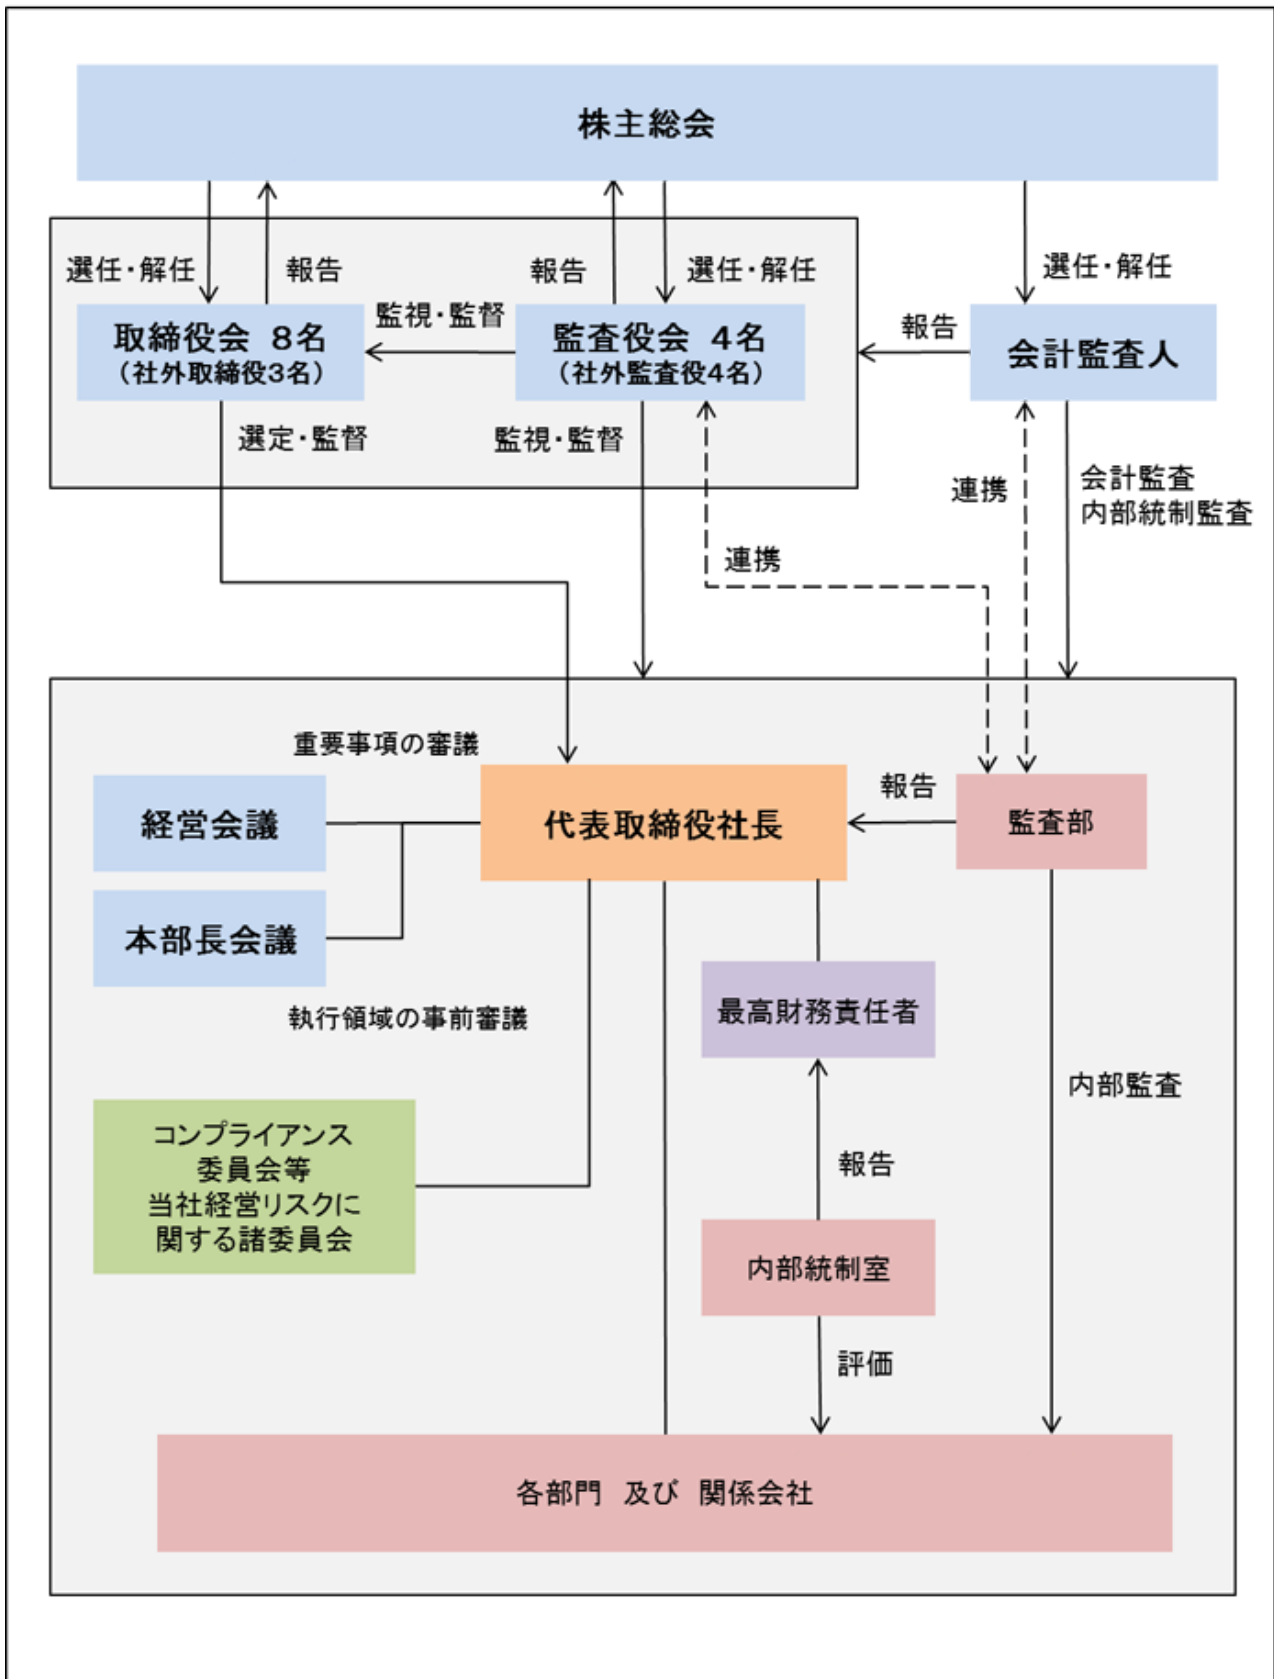 株主総会
選任・解任
報告
報告
選任・解任
選任・解任
取締役会 8名
(社外取締役3名)
監視・監督
監査役会 4名
(社外監査役4名)
報告
会計監査人
選定・監督
監視・監督
連携
会計監査
内部統制監査
連携
重要事項の審議
経営会議
代表取締役社長
報告
監査部
本部長会議
執行領域の事前審議
最高財務責任者
内部監査
コンプライアンス
委員会等
当社経営リスクに
関する諸委員会
報告
内部統制室
評価
各部門 及び 関係会社